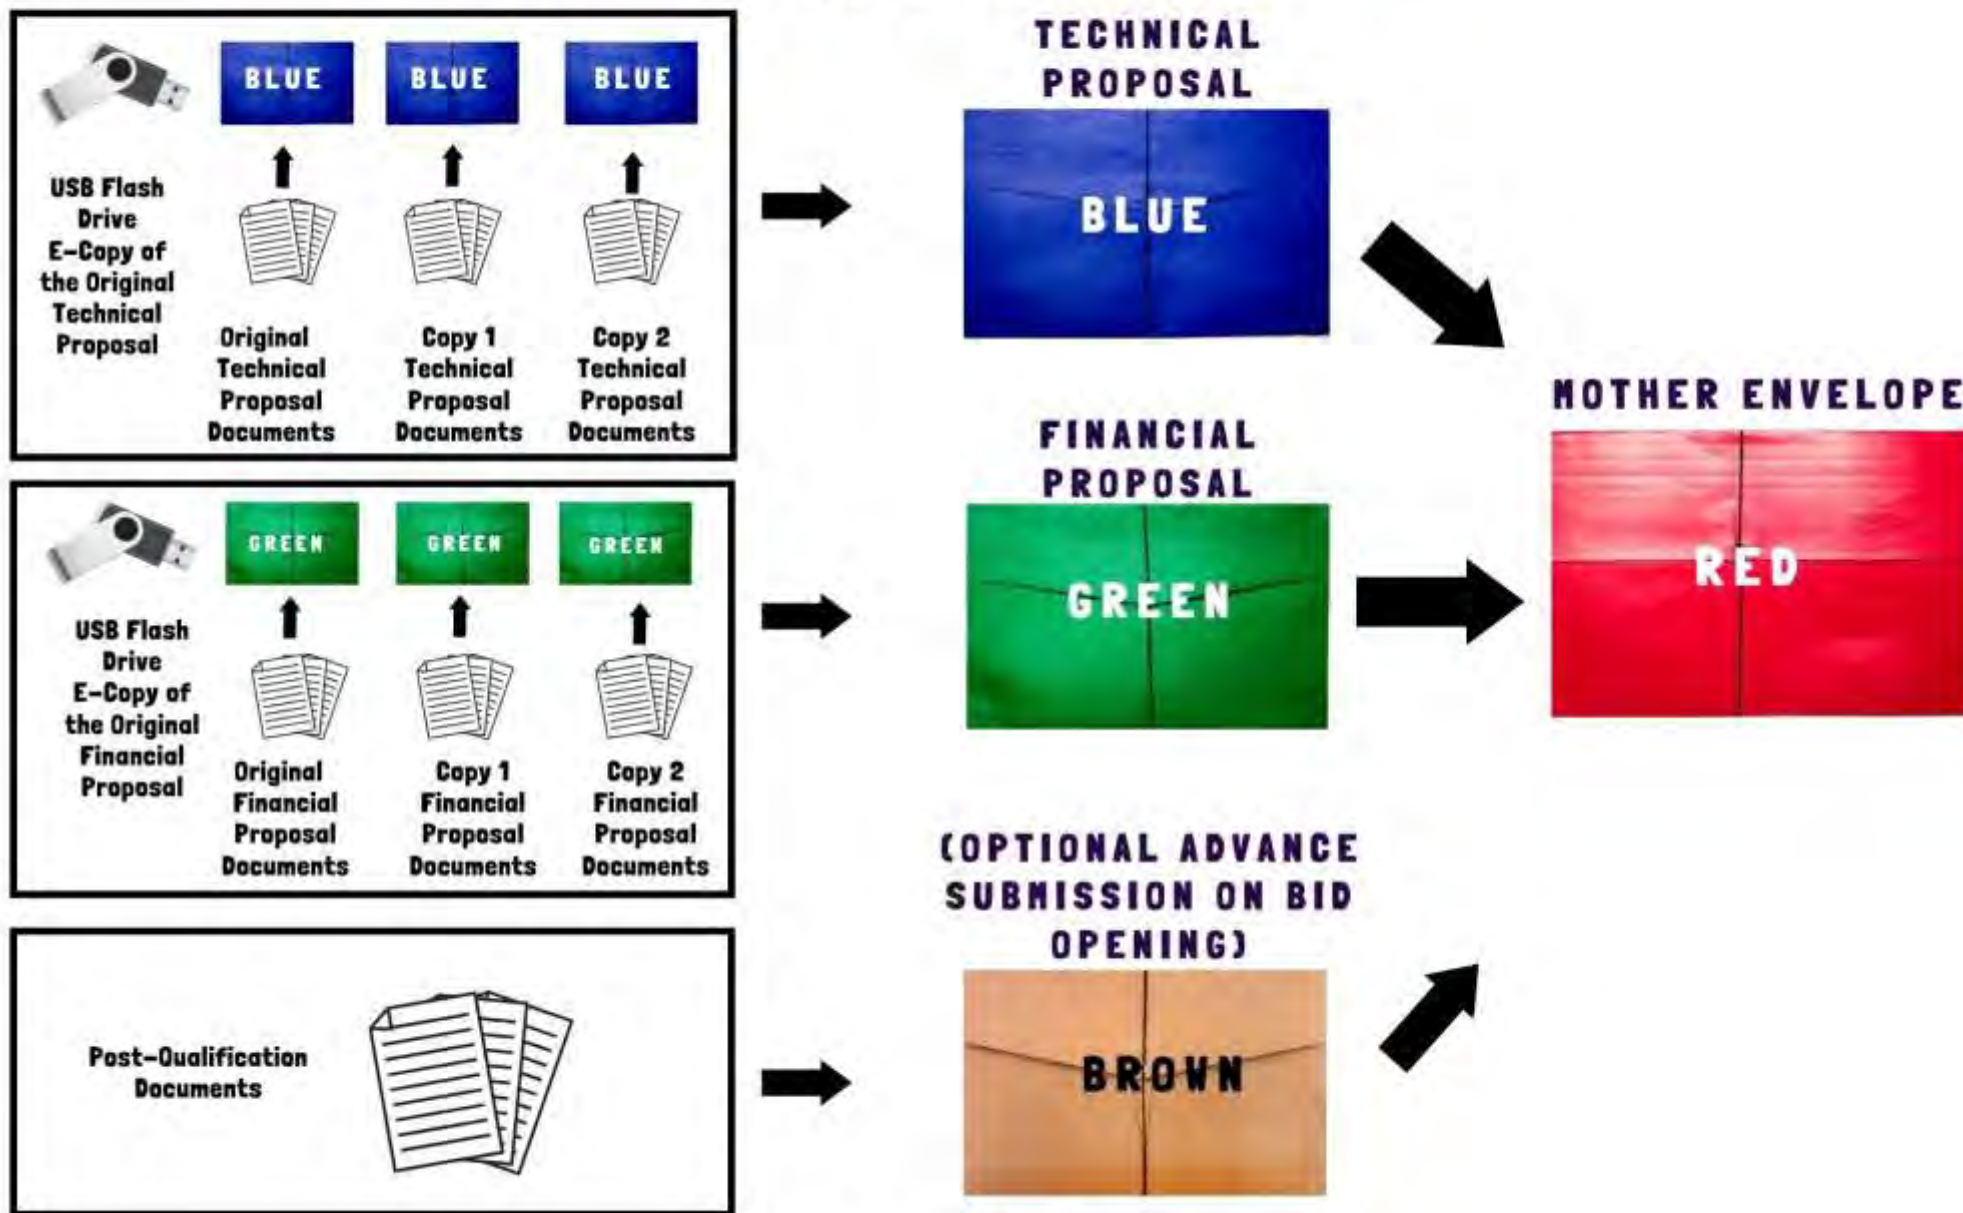 BLUE
BLUE
BLUE
USB Flash
Drive
E-Copy of
the Original
Technical
Proposal
Original
Technical
Proposal
Documents
Copy 1
Technical
Proposal
Documents
Copy 2
Technical
Proposal
Documents
TECHNICAL
PROPOSAL
BLUE
GREEN
GREEN
GREEN
USB Flash
Drive
E-Copy of
the Original
Financial
Proposal
Original
Financial
Proposal
Documents
Copy 1
Financial
Proposal
Documents
Copy 2
Financial
Proposal
Documents
FINANCIAL
PROPOSAL
GREEN
MOTHER ENVELOPE
RED
Post-Qualification
Documents
(OPTIONAL ADVANCE
SUBMISSION ON BID
OPENING)
BROWN